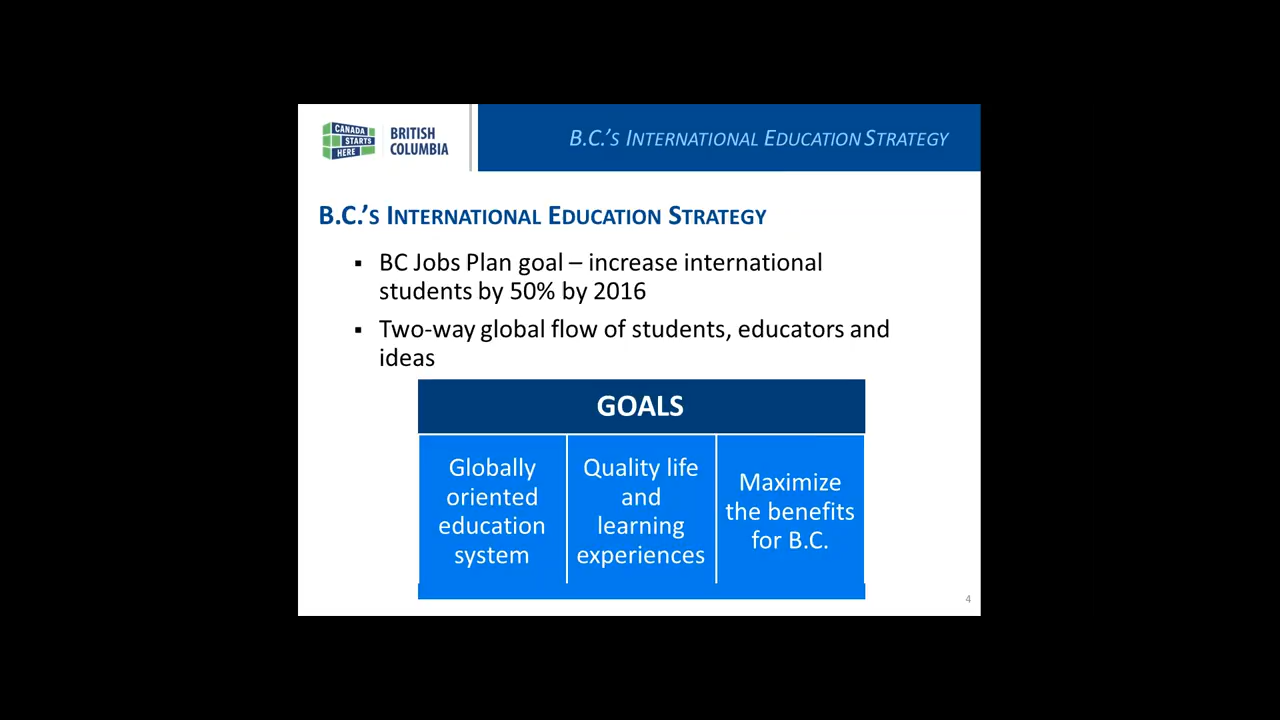 CANADA
STARTS
HERE
BRITISH
COLUMBIA
B.C.'S INTERNATIONAL EDUCATION STRATEGY
B.C.'S INTERNATIONAL EDUCATION STRATEGY
▪ BC Jobs Plan goal – increase international
students by 50% by 2016
▪ Two-way global flow of students, educators and
ideas
GOALS
Globally
oriented
education
system
Quality life
and
learning
experiences
Maximize
the benefits
for B.C.
4